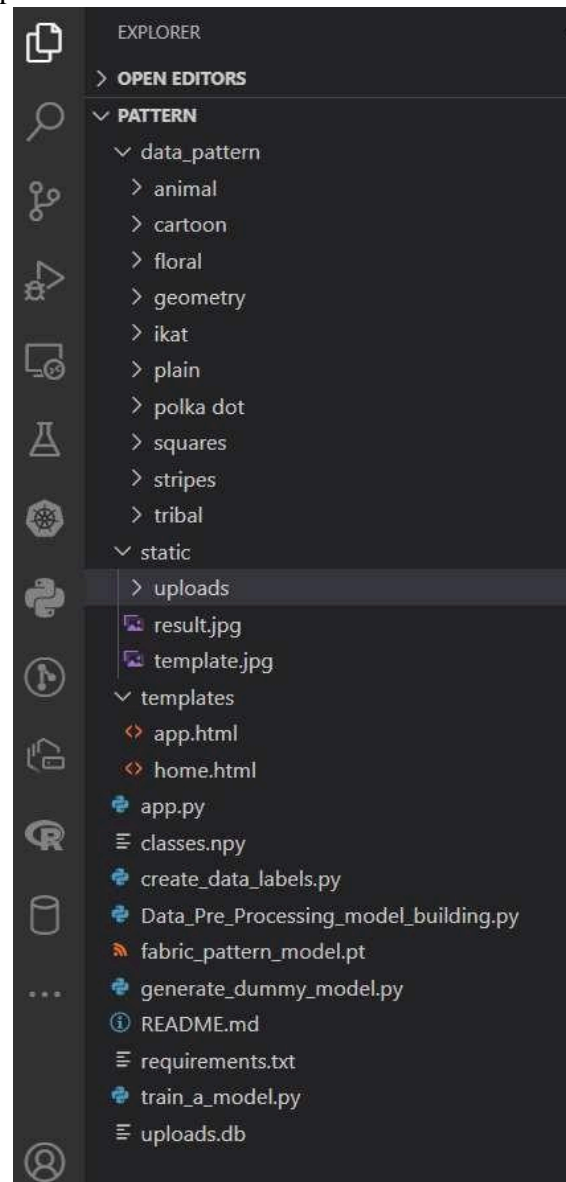 EXPLORER
OPEN EDITORS
PATTERN
data_pattern
animal
cartoon
floral
geometry
ikat
plain
polka dot
squares
stripes
tribal
static
uploads
result.jpg
template.jpg
templates
app.html
home.html
app.py
classes.npy
create_data_labels.py
Data_Pre_Processing_model_building.py
fabric_pattern_model.pt
generate_dummy_model.py
README.md
requirements.txt
train_a_model.py
uploads.db